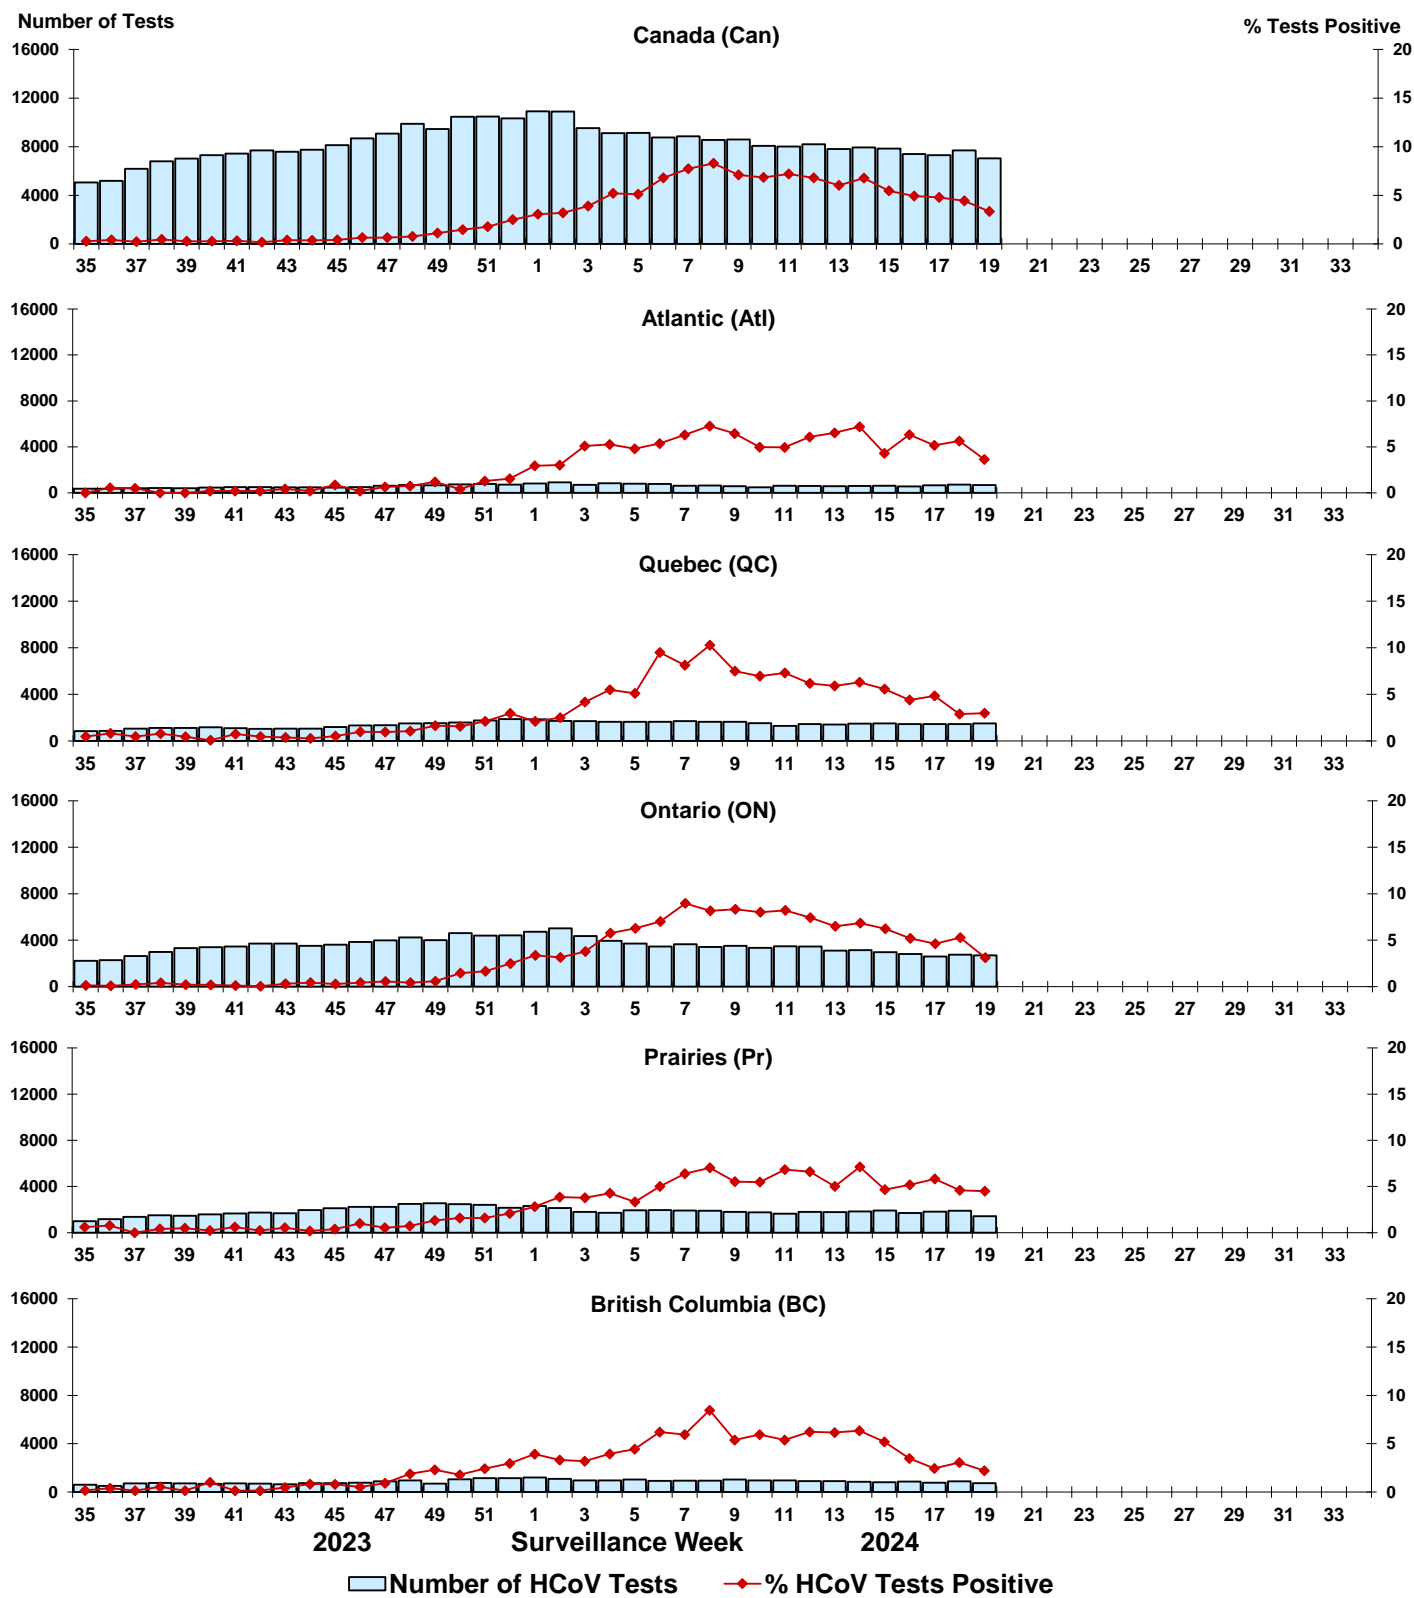 Number of Tests
Canada (Can)
% Tests Positive
16000 20
12000 15
8000 10
4000 5
0 0
35 37 39 41 43 45 47 49 51 1 3 5 7 9 11 13 15 17 19 21 23 25 27 29 31 33
Atlantic (Atl)
16000 20
12000 15
8000 10
4000 5
0 0
35 37 39 41 43 45 47 49 51 1 3 5 7 9 11 13 15 17 19 21 23 25 27 29 31 33
Quebec (QC)
16000 20
12000 15
8000 10
4000 5
0 0
35 37 39 41 43 45 47 49 51 1 3 5 7 9 11 13 15 17 19 21 23 25 27 29 31 33
Ontario (ON)
16000 20
12000 15
8000 10
4000 5
0 0
35 37 39 41 43 45 47 49 51 1 3 5 7 9 11 13 15 17 19 21 23 25 27 29 31 33
Prairies (Pr)
16000 20
12000 15
8000 10
4000 5
0 0
35 37 39 41 43 45 47 49 51 1 3 5 7 9 11 13 15 17 19 21 23 25 27 29 31 33
British Columbia (BC)
16000 20
12000 15
8000 10
4000 5
0 0
35 37 39 41 43 45 47 49 51 1 3 5 7 9 11 13 15 17 19 21 23 25 27 29 31 33
2023 Surveillance Week 2024
Number of HCoV Tests % HCoV Tests Positive